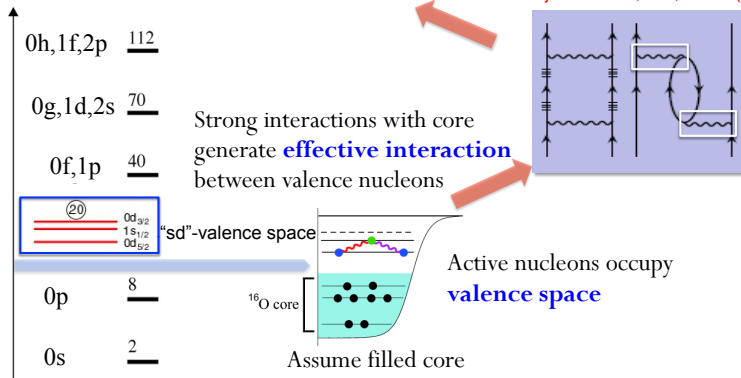 0h,1f,2p 112
0g,1d,2s 70
Strong interactions with core
generate effective interaction
between valence nucleons
0f,1p 40
20
0d3/2
1s1/2
0d5/2
"sd"-valence space
Active nucleons occupy
valence space
0p 8
16O core
0s 2
Assume filled core